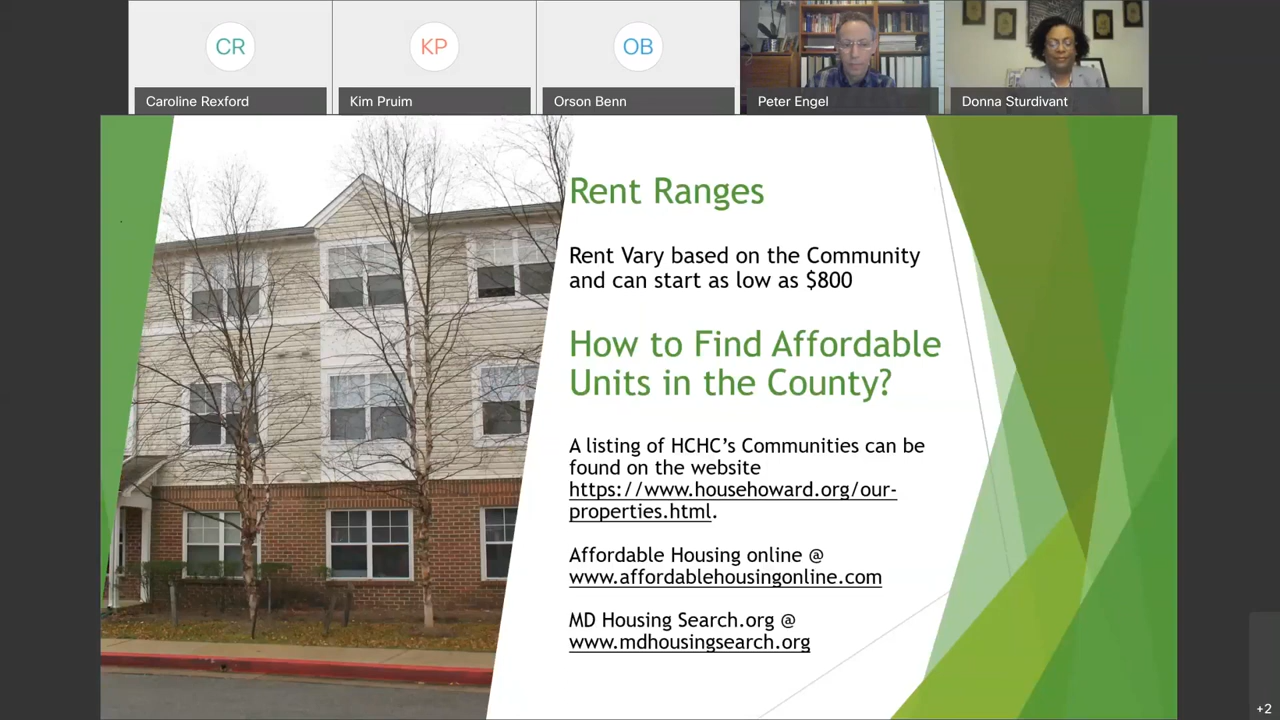 CR
KP
OB
Caroline Rexford
Kim Pruim
Orson Benn
Peter Engel
Donna Sturdivant
Rent Ranges
Rent Vary based on the Community
and can start as low as $800
How to Find Affordable
Units in the County?
A listing of HCHC’s Communities can be
found on the website
https://www.househoward.org/our-
properties.html.
Affordable Housing online @
www.affordablehousingonline.com
MD Housing Search.org @
www.mdhousingsearch.org
+2